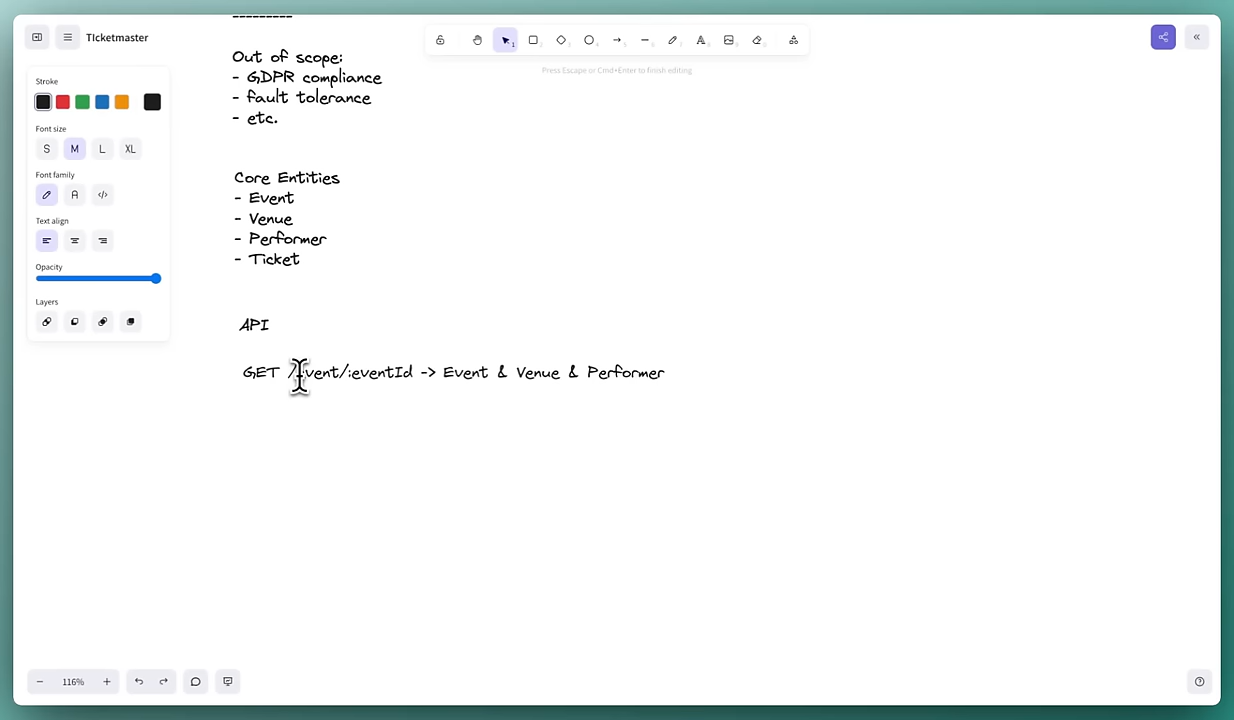 ---------
TIcketmaster
Press Escape or Cmd+Enter to finish editing
Out of scope:
- GDPR compliance
- fault tolerance
- etc.
Core Entities
- Event
- Venue
- Performer
- Ticket
API
GET /event/:eventId -> Event & Venue & Performer
Stroke
Font size
S M L XL
Font family
A </>
Text align
Opacity
Layers
116%